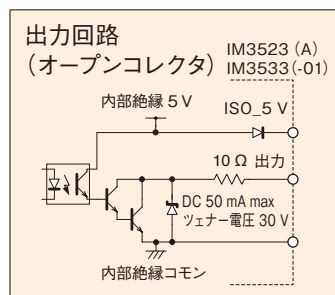 出力回路
(オープンコレクタ)
IM3523 (A)
IM3533 (-01)
内部絶縁 5 V
ISO_5 V
10 Ω 出力
DC 50 mA max
ツェナー電圧 30 V
内部絶縁コモン